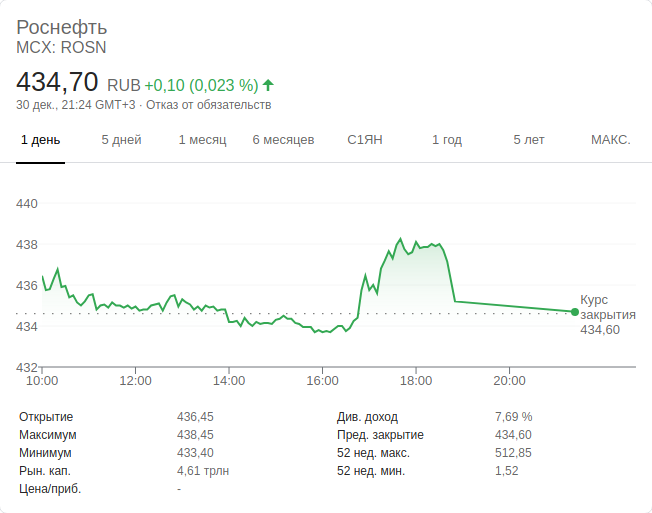 Роснефть
MCX: ROSN
434,70 RUB +0,10 (0,023 %)
30 дек., 21:24 GMT+3 · Отказ от обязательств
1 день 5 дней 1 месяц 6 месяцев С1ЯН 1 год 5 лет МАКС.
440
438
436
434
432
Курс
закрытия
434,60
10:00 12:00 14:00 16:00 18:00 20:00
Открытие 436,45 Див. доход 7,69 %
Максимум 438,45 Пред. закрытие 434,60
Минимум 433,40 52 нед. макс. 512,85
Рын. кап. 4,61 трлн 52 нед. мин. 1,52
Цена/приб. -